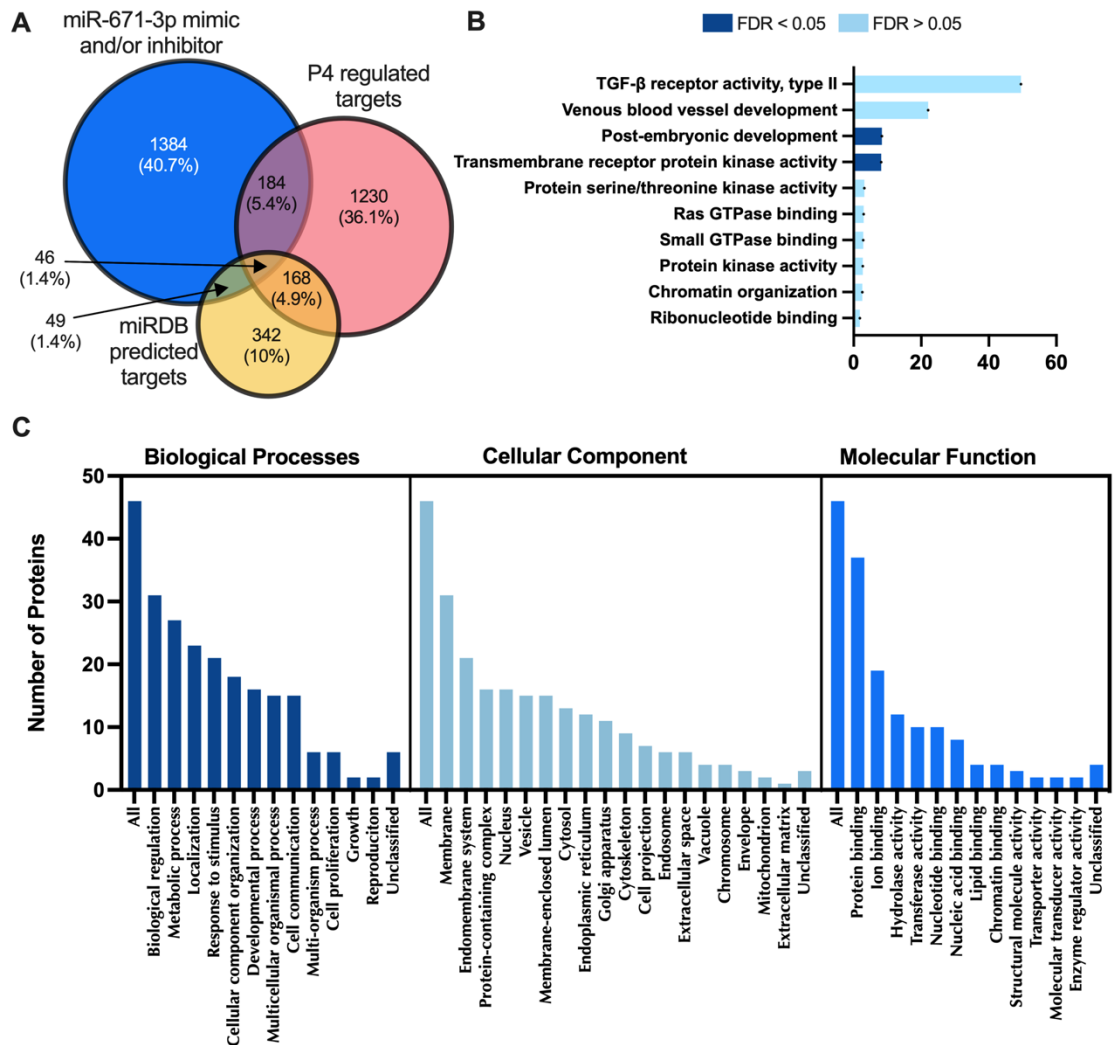 A
miR-671-3p mimic
and/or inhibitor
P4 regulated
targets
1384
(40.7%)
184
(5.4%)
1230
(36.1%)
46
(1.4%)
168
(4.9%)
49
(1.4%)
miRDB
predicted
targets
342
(10%)
B
FDR < 0.05
FDR > 0.05
TGF-β receptor activity, type II
Venous blood vessel development
Post-embryonic development
Transmembrane receptor protein kinase activity
Protein serine/threonine kinase activity
Ras GTPase binding
Small GTPase binding
Protein kinase activity
Chromatin organization
Ribonucleotide binding
0
20
40
60
C
Biological Processes
Cellular Component
Molecular Function
Number of Proteins
50
40
30
20
10
0
All
Biological regulation
Metabolic process
Localization
Response to stimulus
Cellular component organization
Developmental process
Multicellular organismal process
Cell communication
Multi-organism process
Cell proliferation
Growth
Reproduciton
Unclassified
All
Membrane
Endomembrane system
Protein-containing complex
Nucleus
Vesicle
Membrane-enclosed lumen
Cytosol
Endoplasmic reticulum
Golgi apparatus
Cytoskeleton
Cell projection
Endosome
Extracellular space
Vacuole
Chromosome
Envelope
Mitochondrion
Extracellular matrix
Unclassified
All
Protein binding
Ion binding
Hydrolase activity
Transferase activity
Nucleotide binding
Nucleic acid binding
Lipid binding
Chromatin binding
Structural molecule activity
Transporter activity
Molecular transducer activity
Enzyme regulator activity
Unclassified